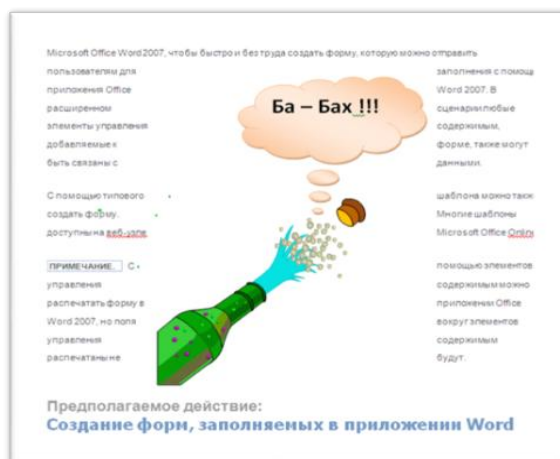 Microsoft Office Word 2007, чтобы быстро и без труда создать форму, которую можно отправить
пользователям для заполнения с помощ
приложения Office Word 2007. В
расширенном сценарии любые
элементы управления содержимым,
добавляемые к форме, также могут
быть связаны с данными.
Ба – Бах !!!
С помощью типового шаблона можно такж
создать форму. Многие шаблоны
доступны на веб-узле Microsoft Office Onlin
ПРИМЕЧАНИЕ. С помощью элементов
управления содержимым можно
распечатать форму в приложении Office
Word 2007, но поля вокруг элементов
управления содержимым
распечатаны не будут.
Предполагаемое действие:
Создание форм, заполняемых в приложении Word